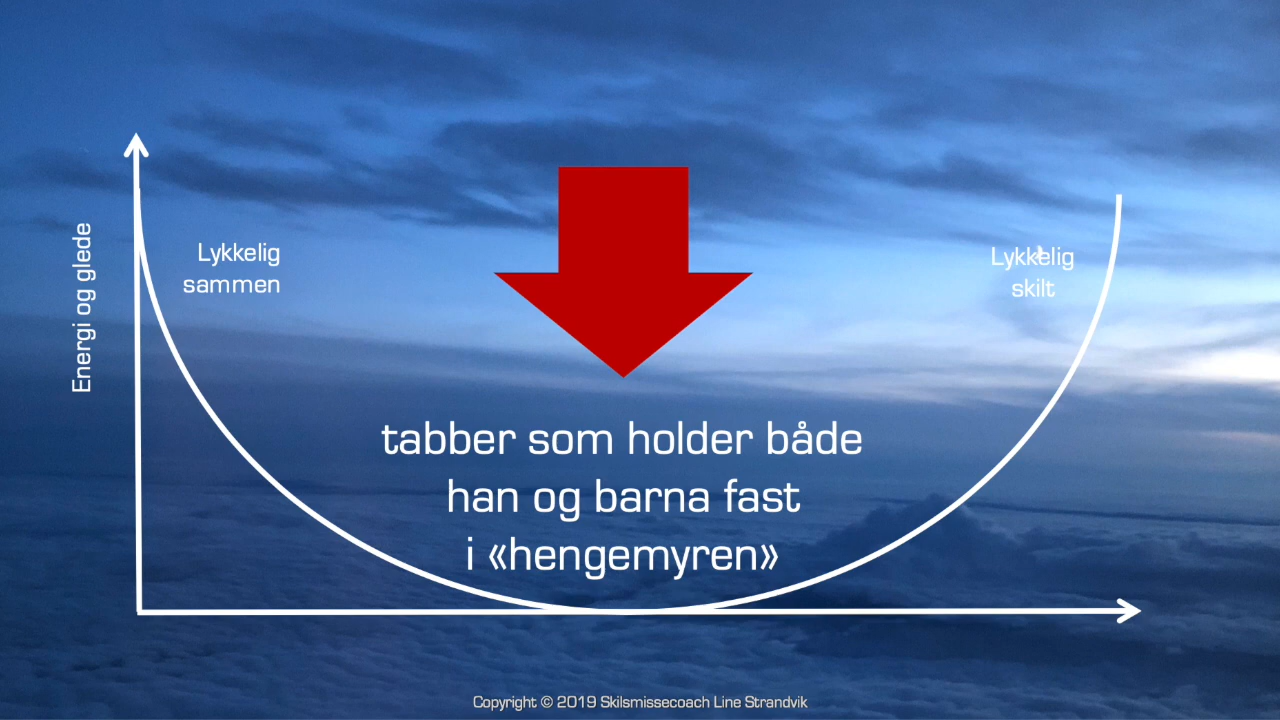 Energi og glede
Lykkelig
sammen
Lykkelig
skilt
tabber som holder både
han og barna fast
i «hengemyren»
Copyright © 2019 Skilsmissecoach Line Strandvik